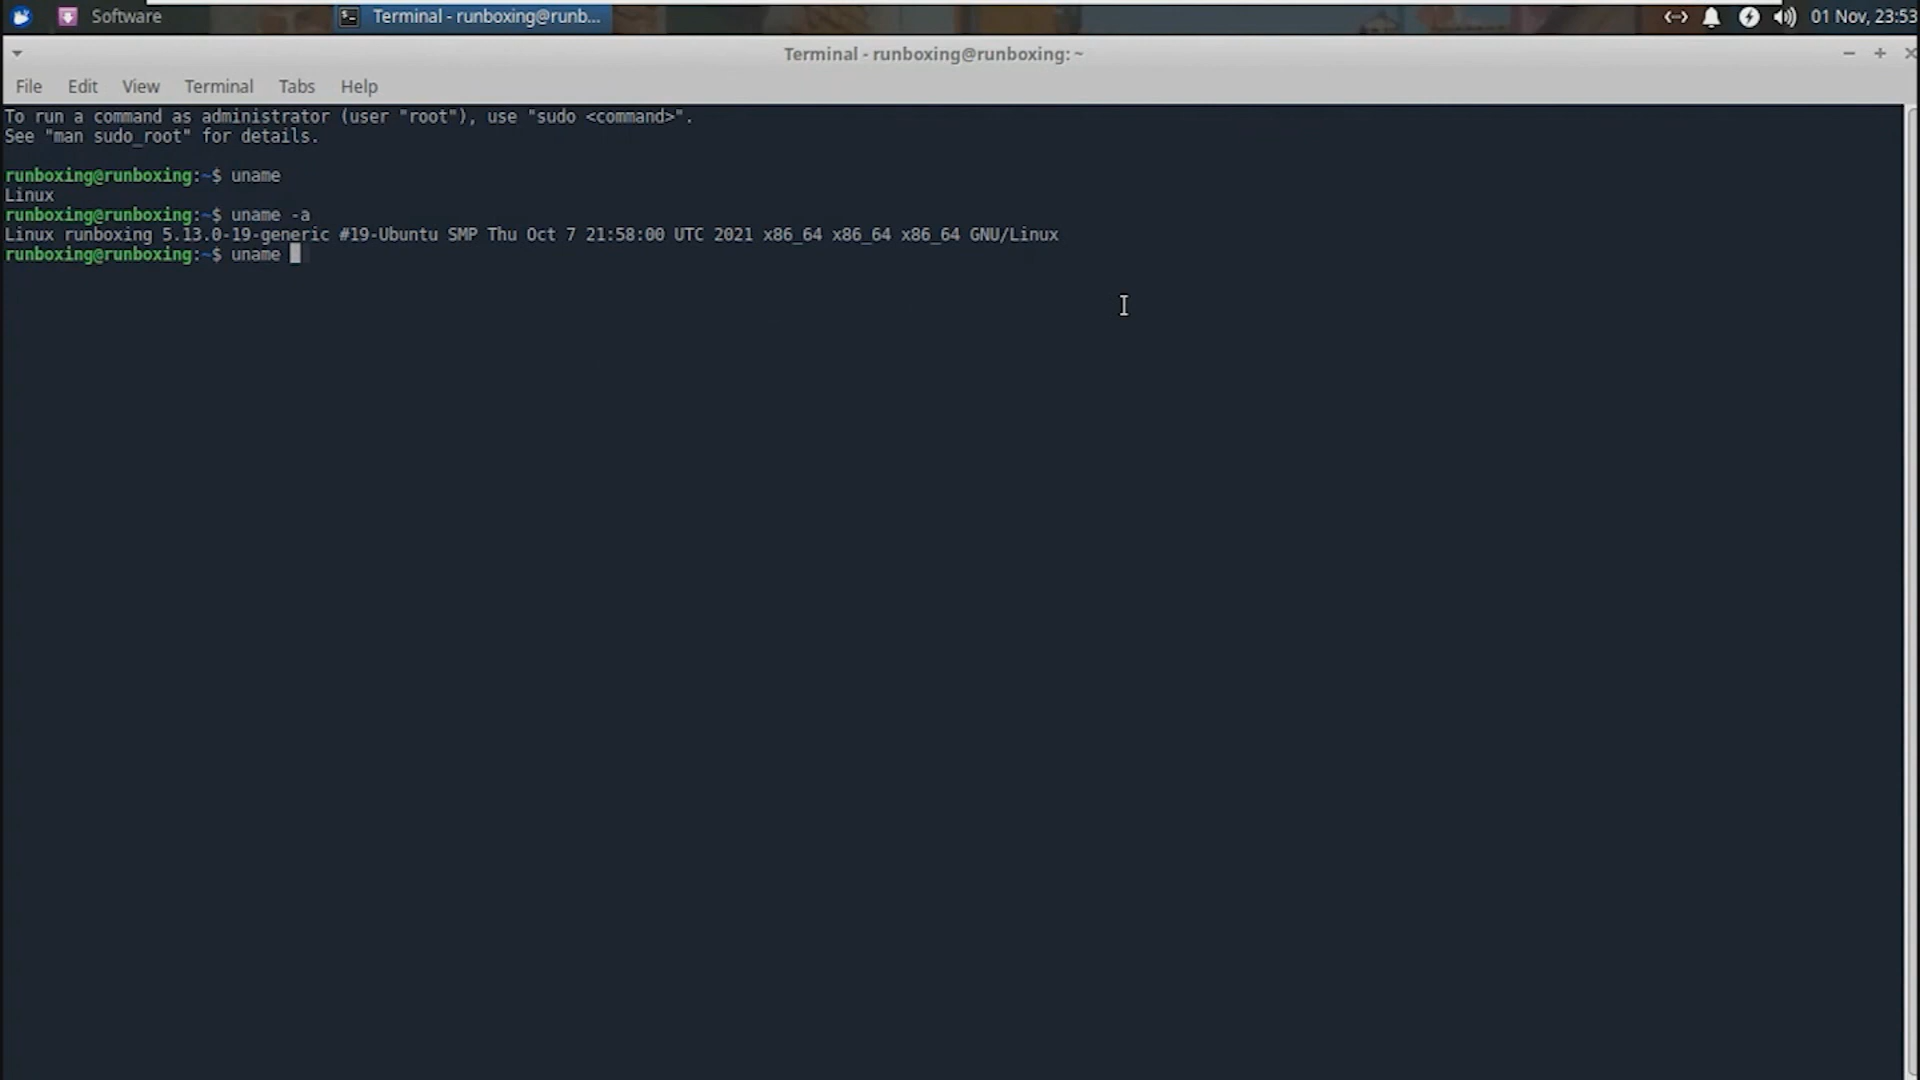 Software
Terminal - runboxing@runb...
01 Nov, 23:53
Terminal - runboxing@runboxing: ~
File Edit View Terminal Tabs Help
To run a command as administrator (user "root"), use "sudo <command>".
See "man sudo_root" for details.
runboxing@runboxing:~$ uname
Linux
runboxing@runboxing:~$ uname -a
Linux runboxing 5.13.0-19-generic #19-Ubuntu SMP Thu Oct 7 21:58:00 UTC 2021 x86_64 x86_64 x86_64 GNU/Linux
runboxing@runboxing:~$ uname